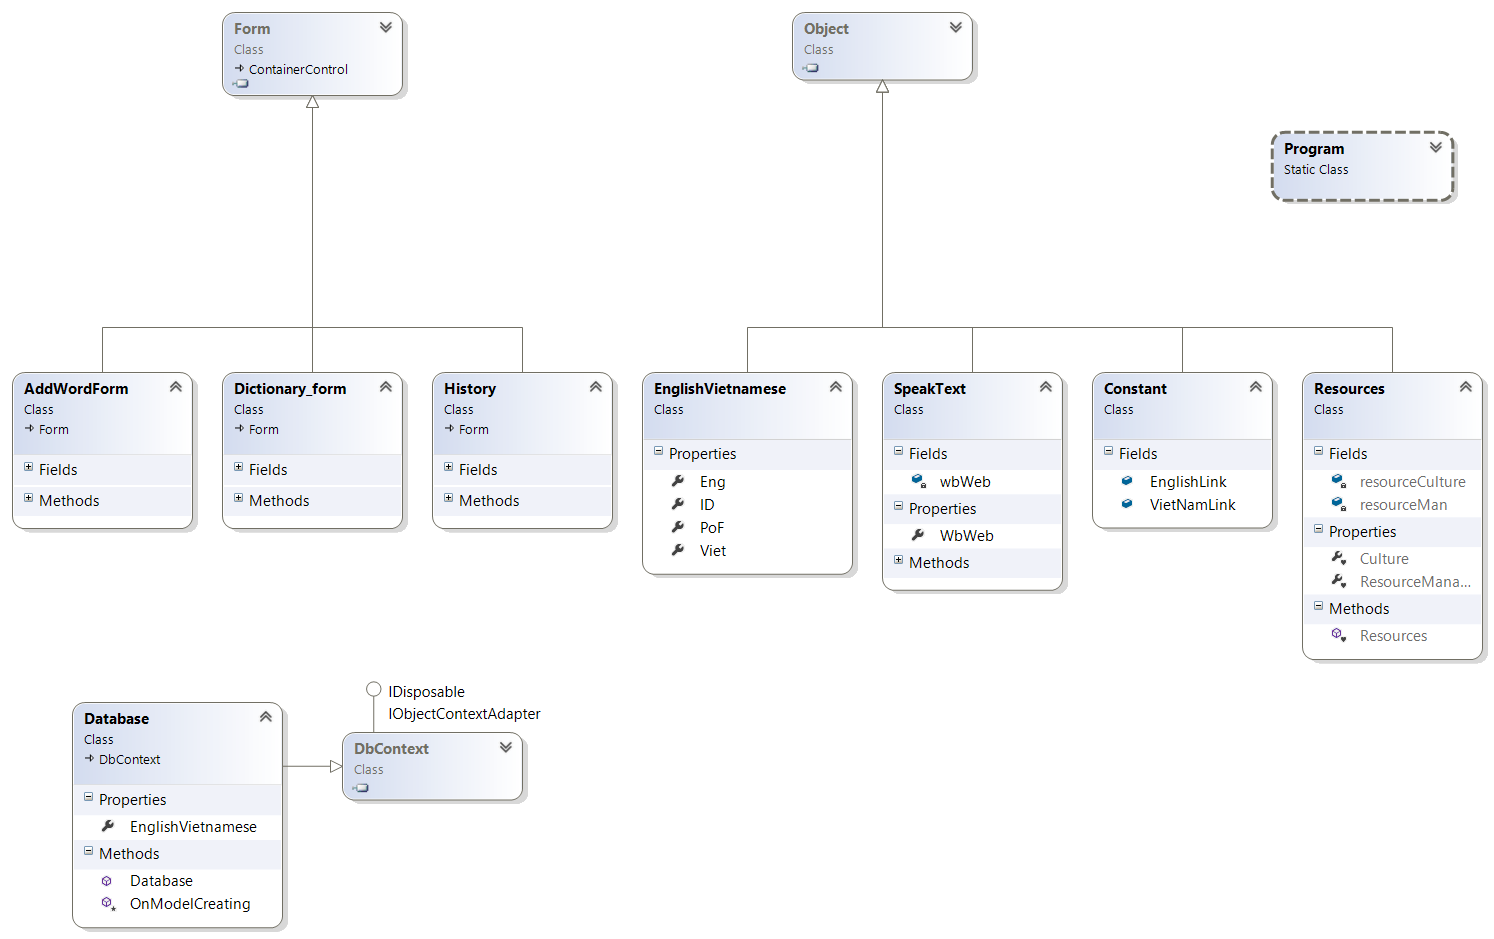 Form
Class
ContainerControl
Object
Class
Program
Static Class
AddWordForm
Class
Form
Fields
Methods
Dictionary_form
Class
Form
Fields
Methods
History
Class
Form
Fields
Methods
EnglishVietnamese
Class
Properties
Eng
ID
PoF
Viet
SpeakText
Class
Fields
wbWeb
Properties
WbWeb
Methods
Constant
Class
Fields
EnglishLink
VietNamLink
Resources
Class
Fields
resourceCulture
resourceMan
Properties
Culture
ResourceMana...
Methods
Resources
Database
Class
DbContext
Properties
EnglishVietnamese
Methods
Database
OnModelCreating
IDisposable
IObjectContextAdapter
DbContext
Class